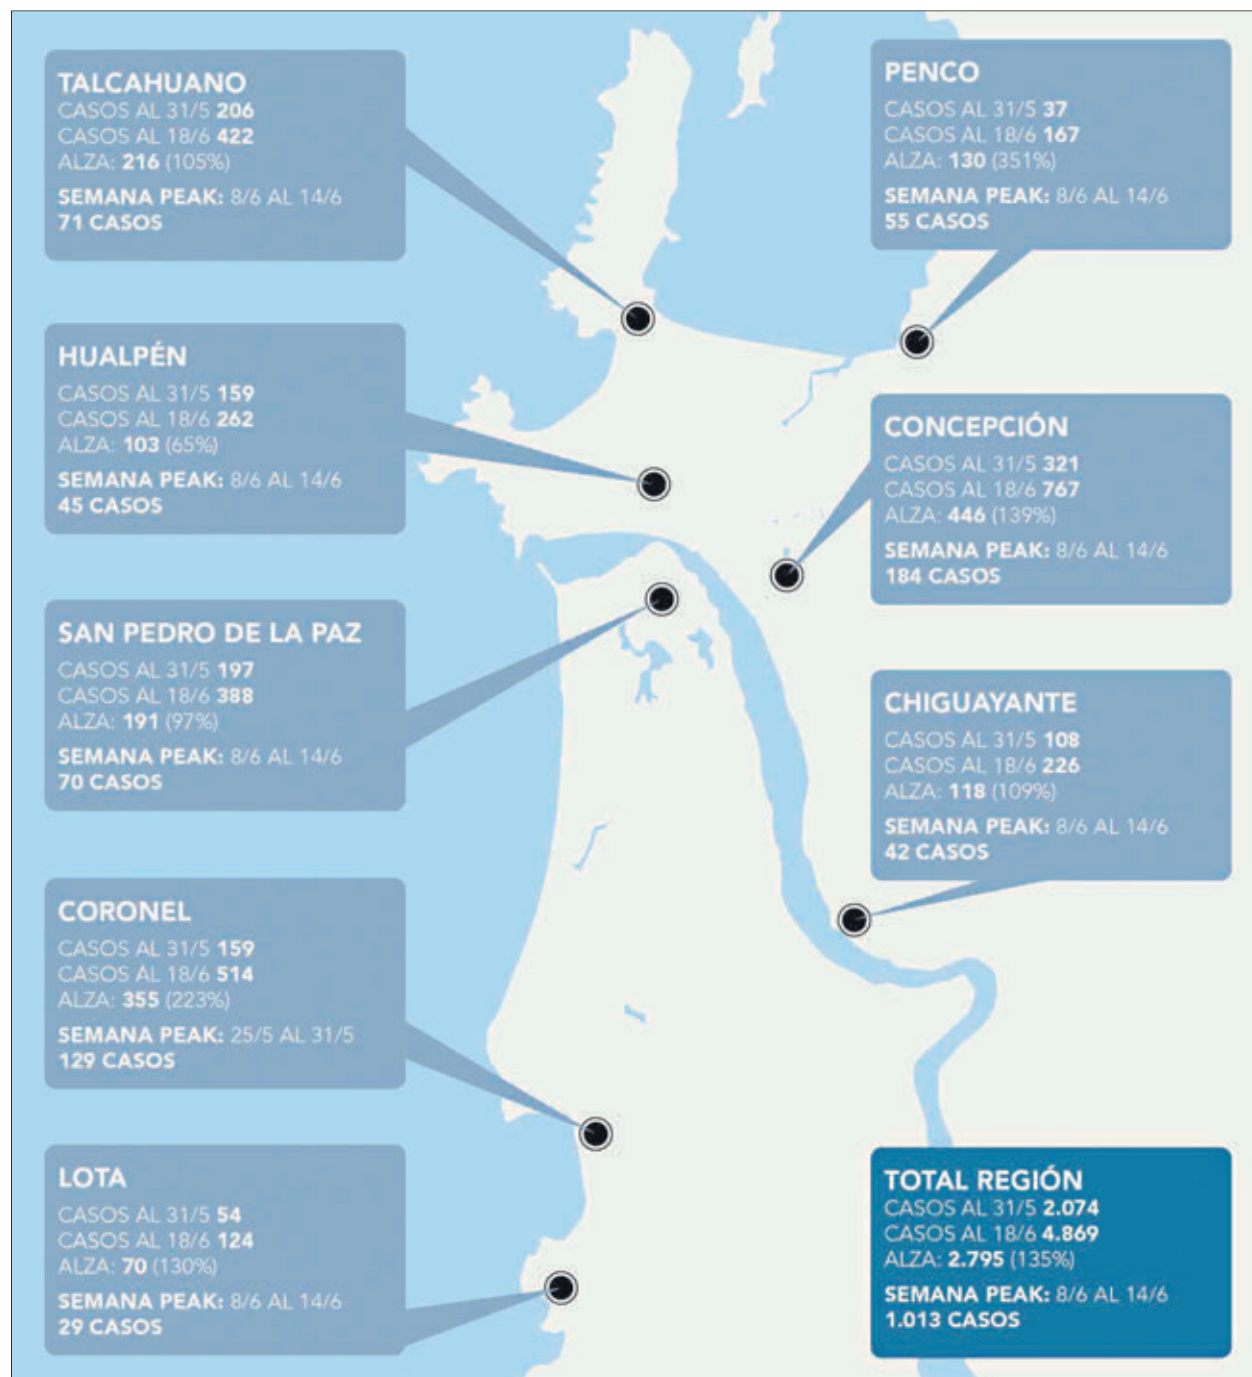 TALCAHUANO
CASOS AL 31/5 206
CASOS AL 18/6 422
ALZA: 216 (105%)
SEMANA PEAK: 8/6 AL 14/6
71 CASOS
HUALPÉN
CASOS AL 31/5 159
CASOS AL 18/6 262
ALZA: 103 (65%)
SEMANA PEAK: 8/6 AL 14/6
45 CASOS
SAN PEDRO DE LA PAZ
CASOS AL 31/5 197
CASOS AL 18/6 388
ALZA: 191 (97%)
SEMANA PEAK: 8/6 AL 14/6
70 CASOS
CORONEL
CASOS AL 31/5 159
CASOS AL 18/6 514
ALZA: 355 (223%)
SEMANA PEAK: 25/5 AL 31/5
129 CASOS
LOTA
CASOS AL 31/5 54
CASOS AL 18/6 124
ALZA: 70 (130%)
SEMANA PEAK: 8/6 AL 14/6
29 CASOS
PENCO
CASOS AL 31/5 37
CASOS AL 18/6 167
ALZA: 130 (351%)
SEMANA PEAK: 8/6 AL 14/6
55 CASOS
CONCEPCIÓN
CASOS AL 31/5 321
CASOS AL 18/6 767
ALZA: 446 (139%)
SEMANA PEAK: 8/6 AL 14/6
184 CASOS
CHIGUAYANTE
CASOS AL 31/5 108
CASOS AL 18/6 226
ALZA: 118 (109%)
SEMANA PEAK: 8/6 AL 14/6
42 CASOS
TOTAL REGIÓN
CASOS AL 31/5 2.074
CASOS AL 18/6 4.869
ALZA: 2.795 (135%)
SEMANA PEAK: 8/6 AL 14/6
1.013 CASOS